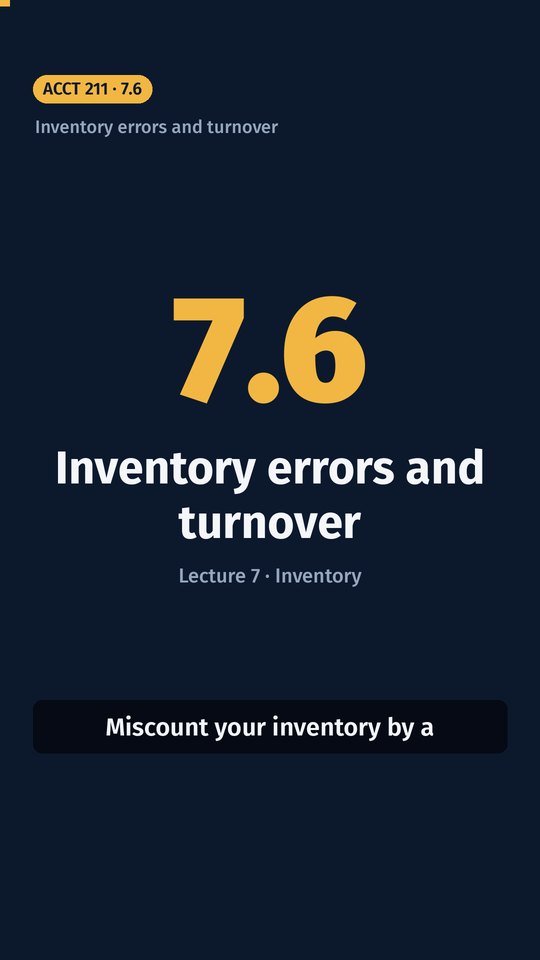 ACCT 211 · 7.6
Inventory errors and turnover
7.6
Inventory errors and
turnover
Lecture 7 · Inventory
Miscount your inventory by a